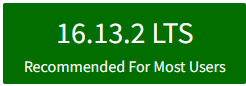 16.13.2 LTS
Recommended For Most Users